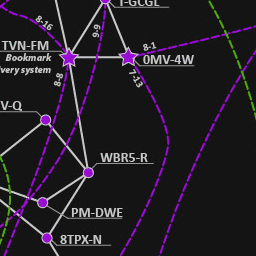 T-GCGL
8-16
9-9
TVN-FM
8-1
Bookmark
0MV-4W
very system
8-8
7-13
V-Q
WBR5-R
PM-DWE
8TPX-N